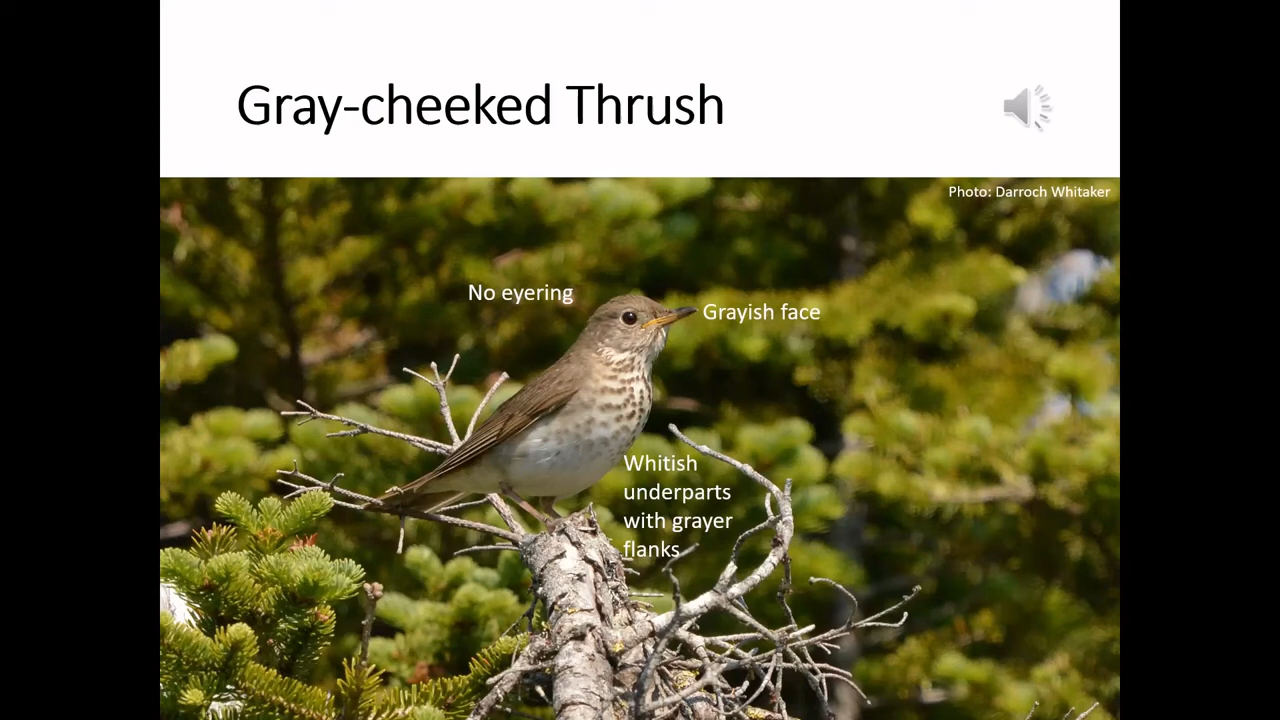 Gray-cheeked Thrush
Photo: Darroch Whitaker
No eyering
Grayish face
Whitish
underparts
with grayer
flanks